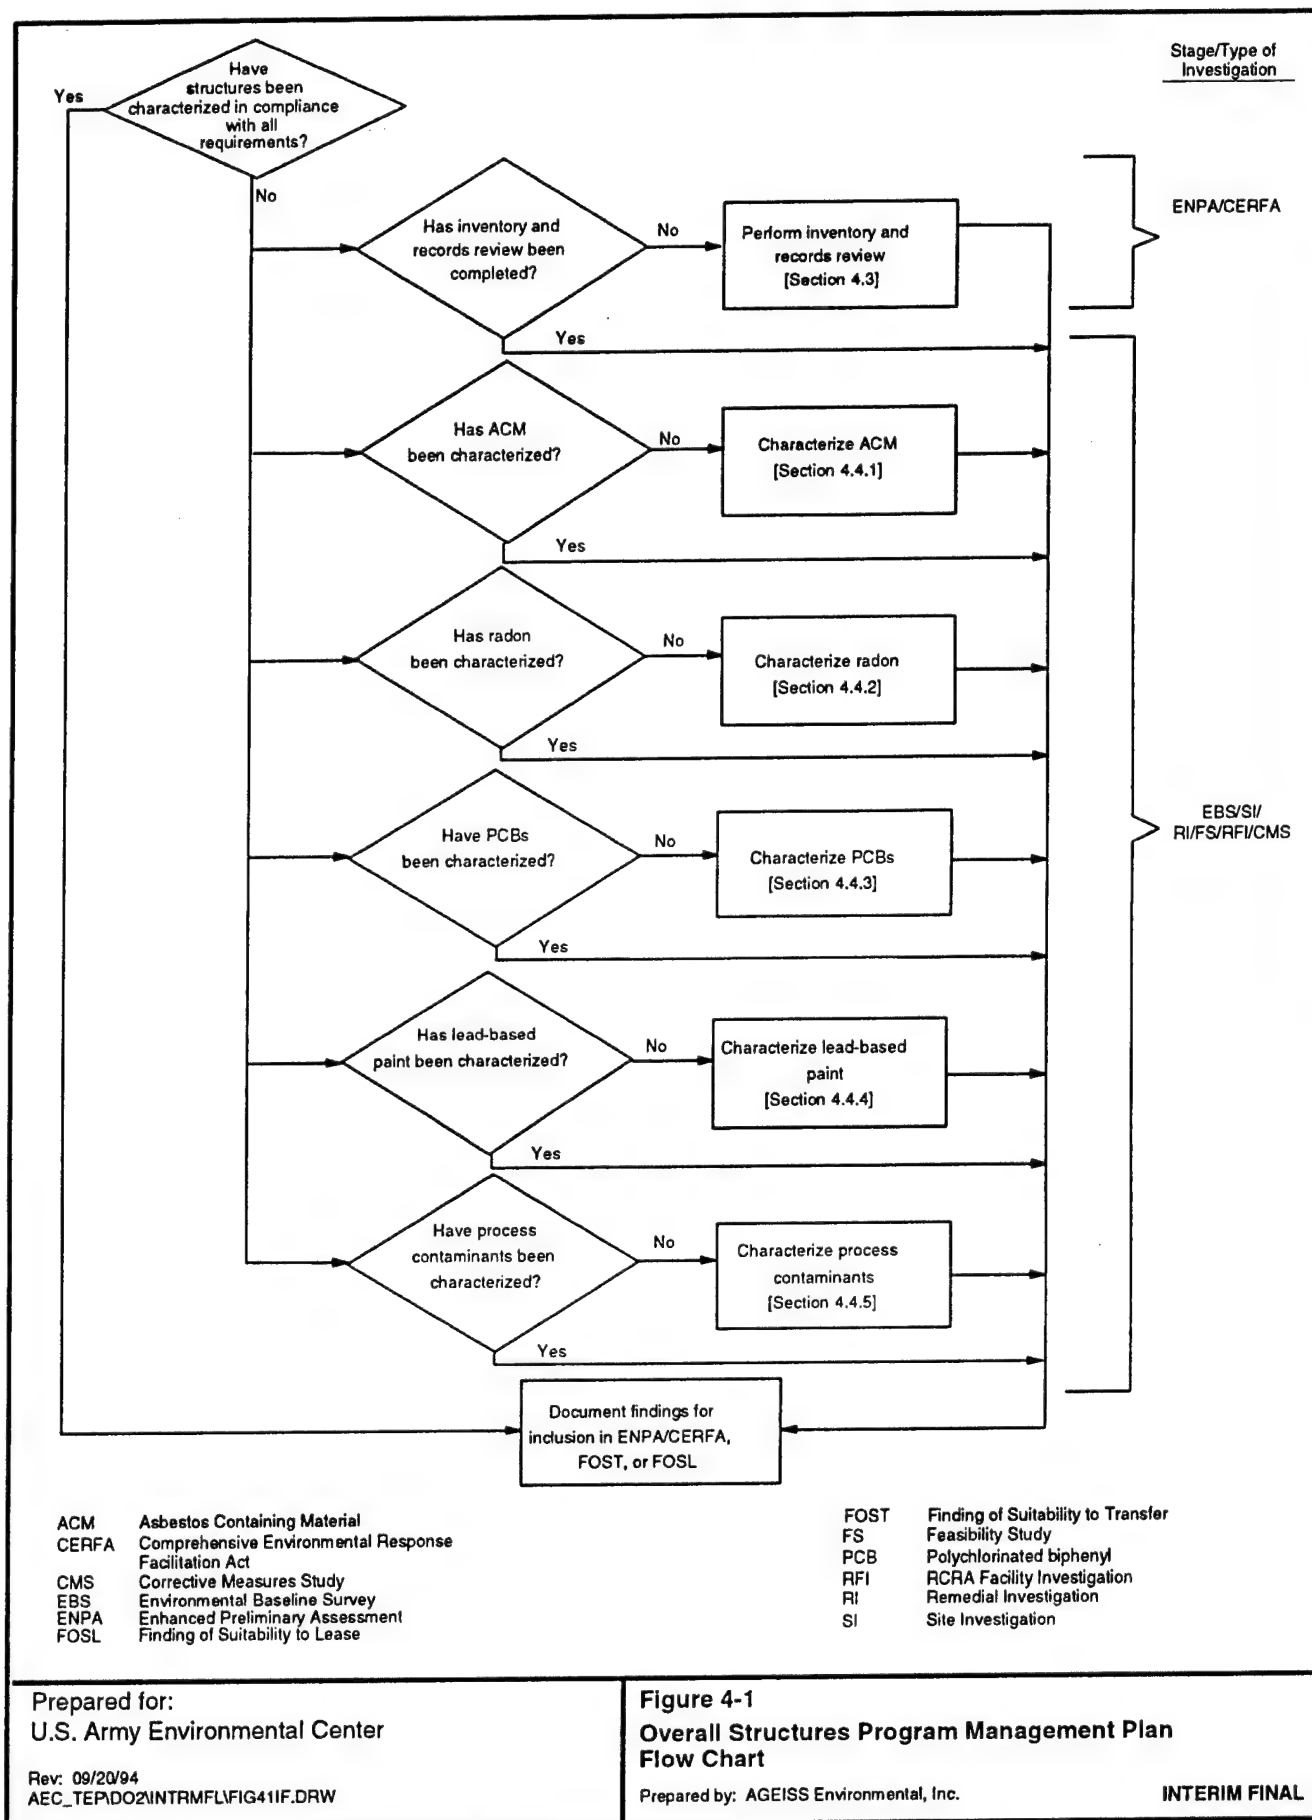 Stage/Type of
Investigation
Have
structures been
characterized in compliance
with all
requirements?
Yes
No
Has inventory and
records review been
completed?
No
Perform inventory and
records review
[Section 4.3]
ENPA/CERFA
Yes
Has ACM
been characterized?
No
Characterize ACM
[Section 4.4.1]
Yes
Has radon
been characterized?
No
Characterize radon
[Section 4.4.2]
Yes
Have PCBs
been characterized?
No
Characterize PCBs
[Section 4.4.3]
EBS/SI/
RI/FS/RFI/CMS
Yes
Has lead-based
paint been characterized?
No
Characterize lead-based
paint
[Section 4.4.4]
Yes
Have process
contaminants been
characterized?
No
Characterize process
contaminants
[Section 4.4.5]
Yes
Document findings for
inclusion in ENPA/CERFA,
FOST, or FOSL
ACM Asbestos Containing Material
CERFA Comprehensive Environmental Response
Facilitation Act
CMS Corrective Measures Study
EBS Environmental Baseline Survey
ENPA Enhanced Preliminary Assessment
FOSL Finding of Suitability to Lease
FOST Finding of Suitability to Transfer
FS Feasibility Study
PCB Polychlorinated biphenyl
RFI RCRA Facility Investigation
RI Remedial Investigation
SI Site Investigation
Prepared for:
U.S. Army Environmental Center
Rev: 09/20/94
AEC_TEP\DO2\INTRMFL\FIG41IF.DRW
Figure 4-1
Overall Structures Program Management Plan
Flow Chart
Prepared by: AGEISS Environmental, Inc.
INTERIM FINAL